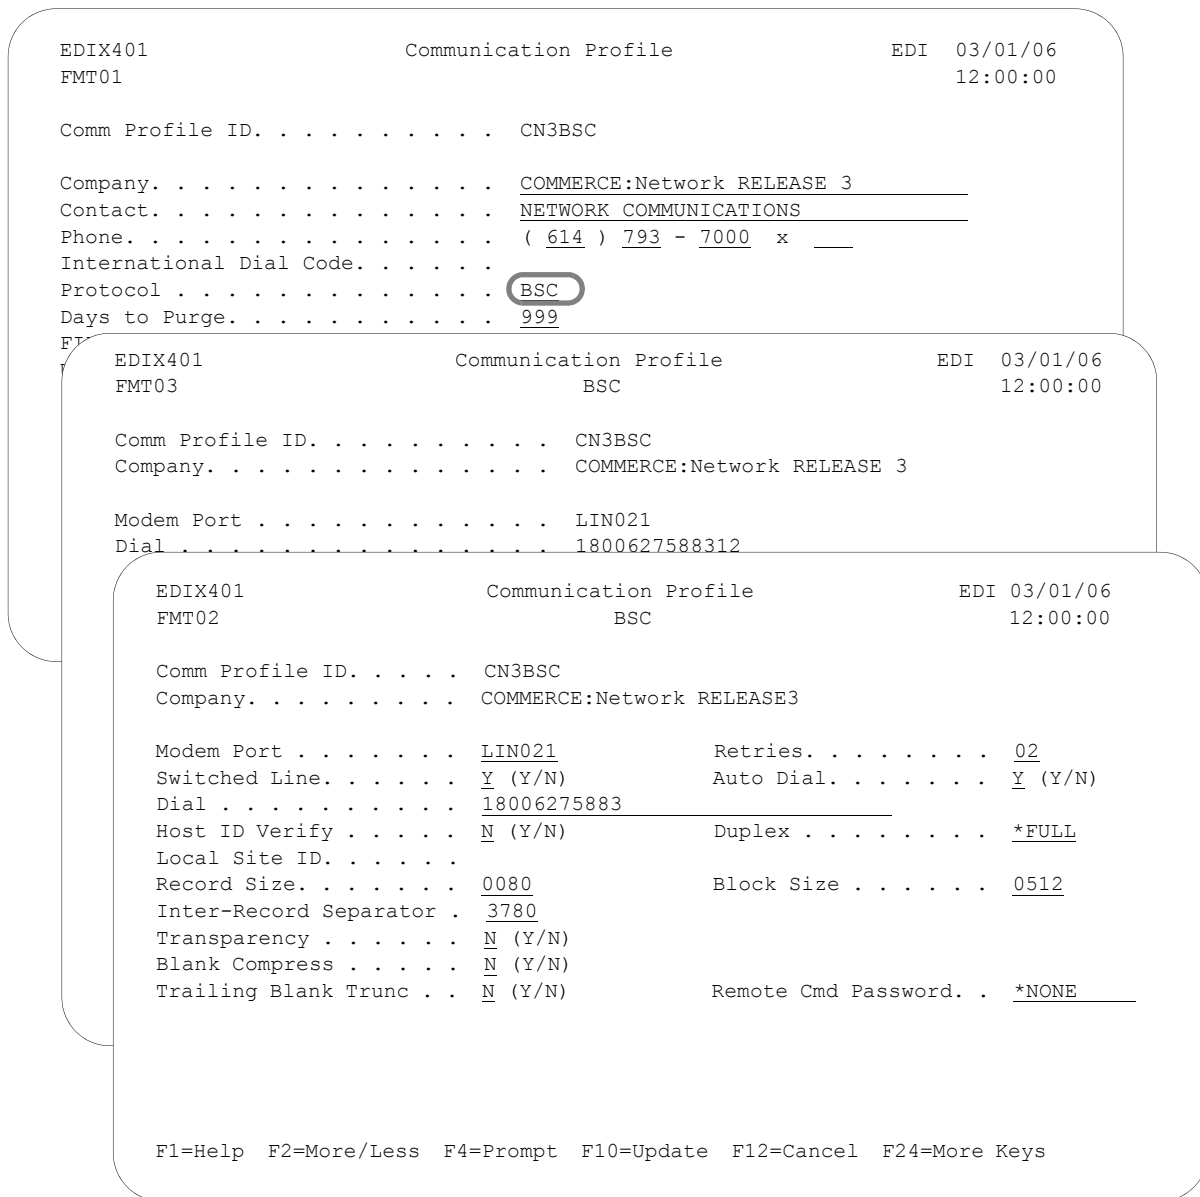 EDIX401 Communication Profile EDI 03/01/06
FMT01 12:00:00
Comm Profile ID. . . . . . . . . . CN3BSC
Company. . . . . . . . . . . . . . COMMERCE:Network RELEASE 3
Contact. . . . . . . . . . . . . . NETWORK COMMUNICATIONS
Phone. . . . . . . . . . . . . . . ( 614 ) 793 - 7000 x
International Dial Code. . . . . .
Protocol . . . . . . . . . . . . . BSC
Days to Purge. . . . . . . . . . . 999
EDIX401 Communication Profile EDI 03/01/06
FMT03 BSC 12:00:00
Comm Profile ID. . . . . . . . . . CN3BSC
Company. . . . . . . . . . . . . . COMMERCE:Network RELEASE 3
Modem Port . . . . . . . . . . . . LIN021
Dial . . . . . . . . . . . . . . . 1800627588312
EDIX401 Communication Profile EDI 03/01/06
FMT02 BSC 12:00:00
Comm Profile ID. . . . . CN3BSC
Company. . . . . . . . . COMMERCE:Network RELEASE3
Modem Port . . . . . . . LIN021 Retries. . . . . . . . 02
Switched Line. . . . . . Y (Y/N) Auto Dial. . . . . . . Y (Y/N)
Dial . . . . . . . . . . 18006275883
Host ID Verify . . . . . N (Y/N) Duplex . . . . . . . . *FULL
Local Site ID. . . . . .
Record Size. . . . . . . 0080 Block Size . . . . . . 0512
Inter-Record Separator . 3780
Transparency . . . . . . N (Y/N)
Blank Compress . . . . . N (Y/N)
Trailing Blank Trunc . . N (Y/N) Remote Cmd Password. . *NONE
F1=Help F2=More/Less F4=Prompt F10=Update F12=Cancel F24=More Keys